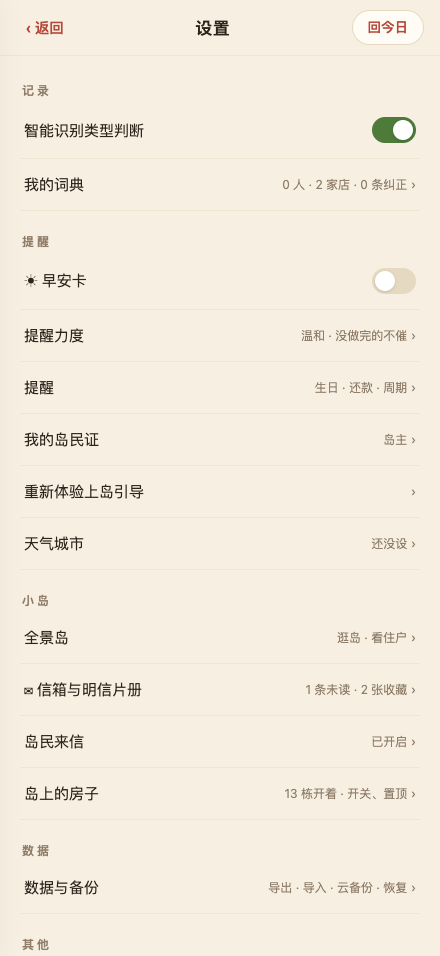 ‹ 返回 设置 回今日
记录
智能识别类型判断
我的词典 0 人 · 2 家店 · 0 条纠正 ›
提醒
☀ 早安卡
提醒力度 温和 · 没做完的不催 ›
提醒 生日 · 还款 · 周期 ›
我的岛民证 岛主 ›
重新体验上岛引导 ›
天气城市 还没设 ›
小岛
全景岛 逛岛 · 看住户 ›
✉ 信箱与明信片册 1 条未读 · 2 张收藏 ›
岛民来信 已开启 ›
岛上的房子 13 栋开着 · 开关、置顶 ›
数据
数据与备份 导出 · 导入 · 云备份 · 恢复 ›
其他